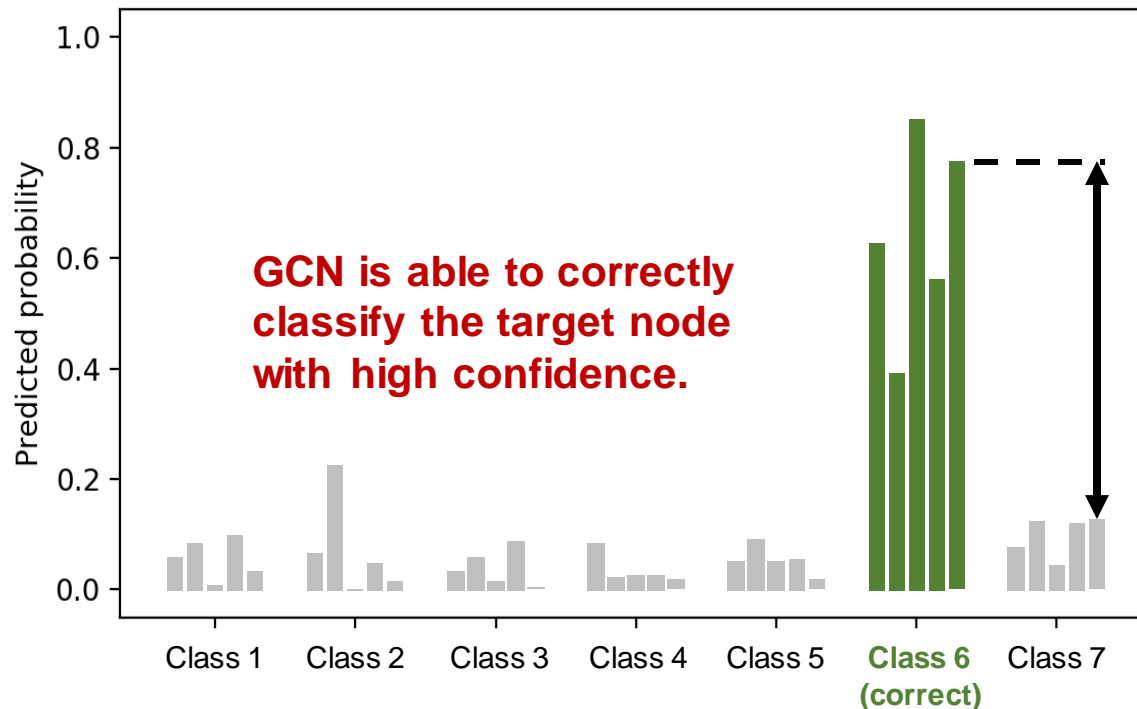 1.0
0.8
0.6
0.4
0.2
0.0
Predicted probability
GCN is able to correctly
classify the target node
with high confidence.
Class 1
Class 2
Class 3
Class 4
Class 5
Class 6
(correct)
Class 7